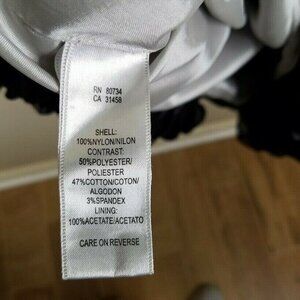 RN 80734
CA 31458
SHELL:
100%NYLON/NILON
CONTRAST:
50%POLYESTER/
POLIESTER
47%COTTON/COTON/
ALGODON
3%SPANDEX
LINING:
100%ACETATE/ACETATO
CARE ON REVERSE